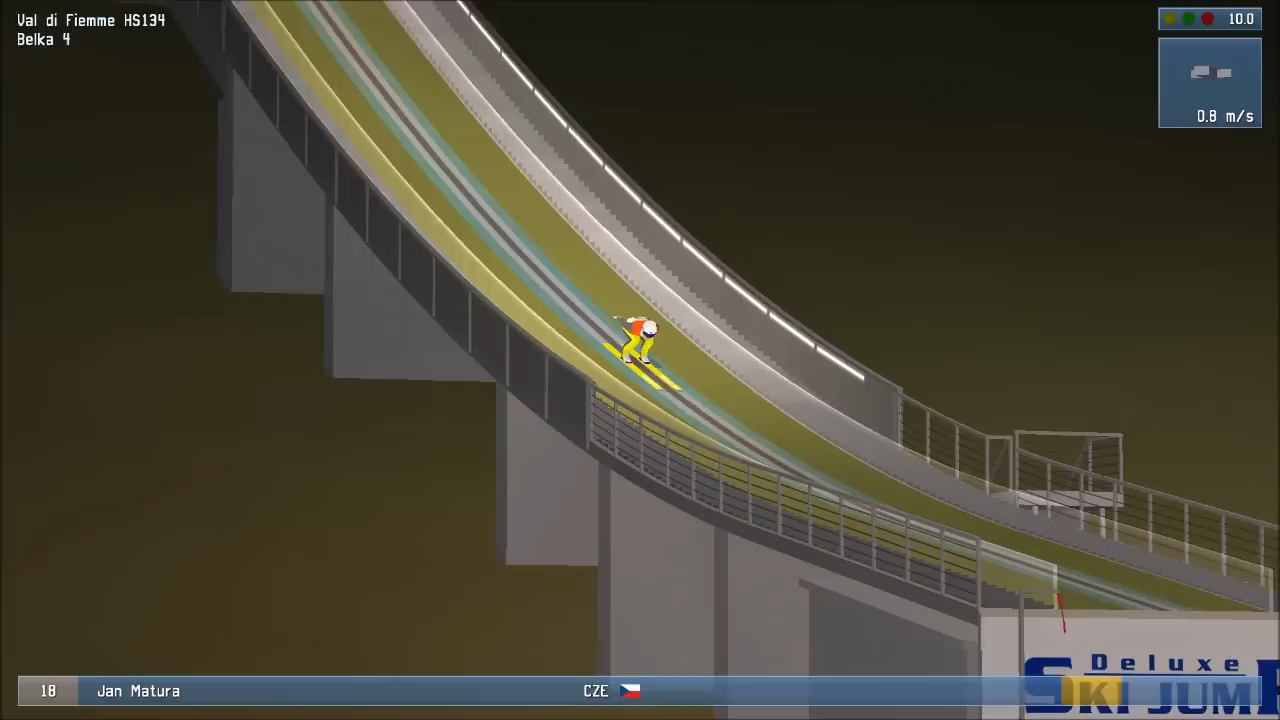 Val di Fiemme HS134
Belka 4
10.0
0.8 m/s
Deluxe
SKI JUMP
18 Jan Matura CZE